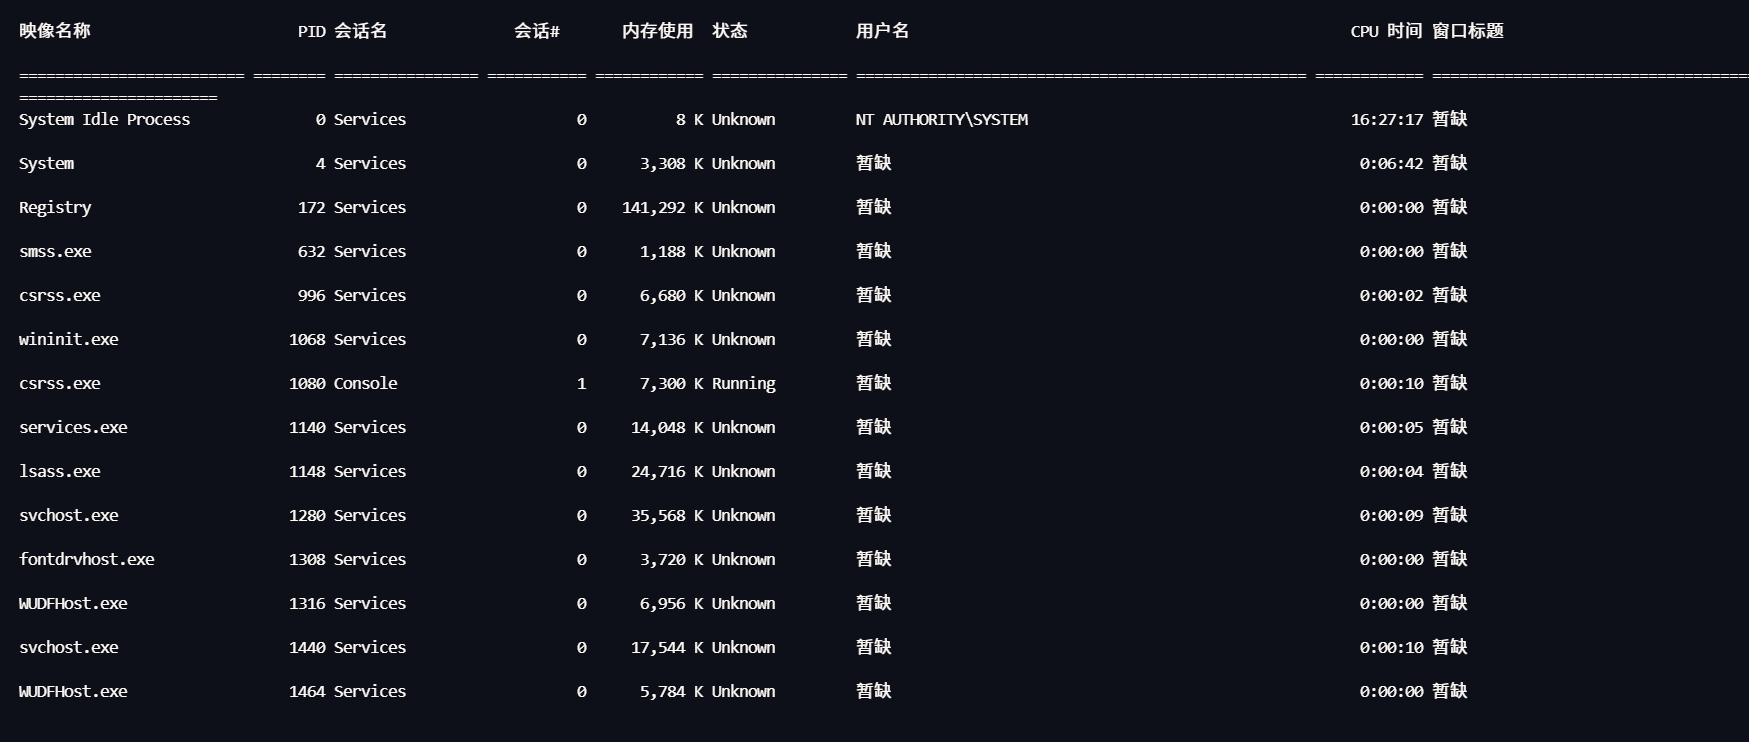 映像名称                       PID 会话名              会话#       内存使用  状态            用户名                                             CPU 时间 窗口标题
========================= ======== ================ =========== ============ =============== ================================================== ============ ===================================
======================
System Idle Process              0 Services                   0          8 K Unknown         NT AUTHORITY\SYSTEM                                    16:27:17 暂缺
System                           4 Services                   0      3,308 K Unknown         暂缺                                                    0:06:42 暂缺
Registry                       172 Services                   0    141,292 K Unknown         暂缺                                                    0:00:00 暂缺
smss.exe                       632 Services                   0      1,188 K Unknown         暂缺                                                    0:00:00 暂缺
csrss.exe                      996 Services                   0      6,680 K Unknown         暂缺                                                    0:00:02 暂缺
wininit.exe                   1068 Services                   0      7,136 K Unknown         暂缺                                                    0:00:00 暂缺
csrss.exe                     1080 Console                    1      7,300 K Running         暂缺                                                    0:00:10 暂缺
services.exe                  1140 Services                   0     14,048 K Unknown         暂缺                                                    0:00:05 暂缺
lsass.exe                     1148 Services                   0     24,716 K Unknown         暂缺                                                    0:00:04 暂缺
svchost.exe                   1280 Services                   0     35,568 K Unknown         暂缺                                                    0:00:09 暂缺
fontdrvhost.exe               1308 Services                   0      3,720 K Unknown         暂缺                                                    0:00:00 暂缺
WUDFHost.exe                  1316 Services                   0      6,956 K Unknown         暂缺                                                    0:00:00 暂缺
svchost.exe                   1440 Services                   0     17,544 K Unknown         暂缺                                                    0:00:10 暂缺
WUDFHost.exe                  1464 Services                   0      5,784 K Unknown         暂缺                                                    0:00:00 暂缺